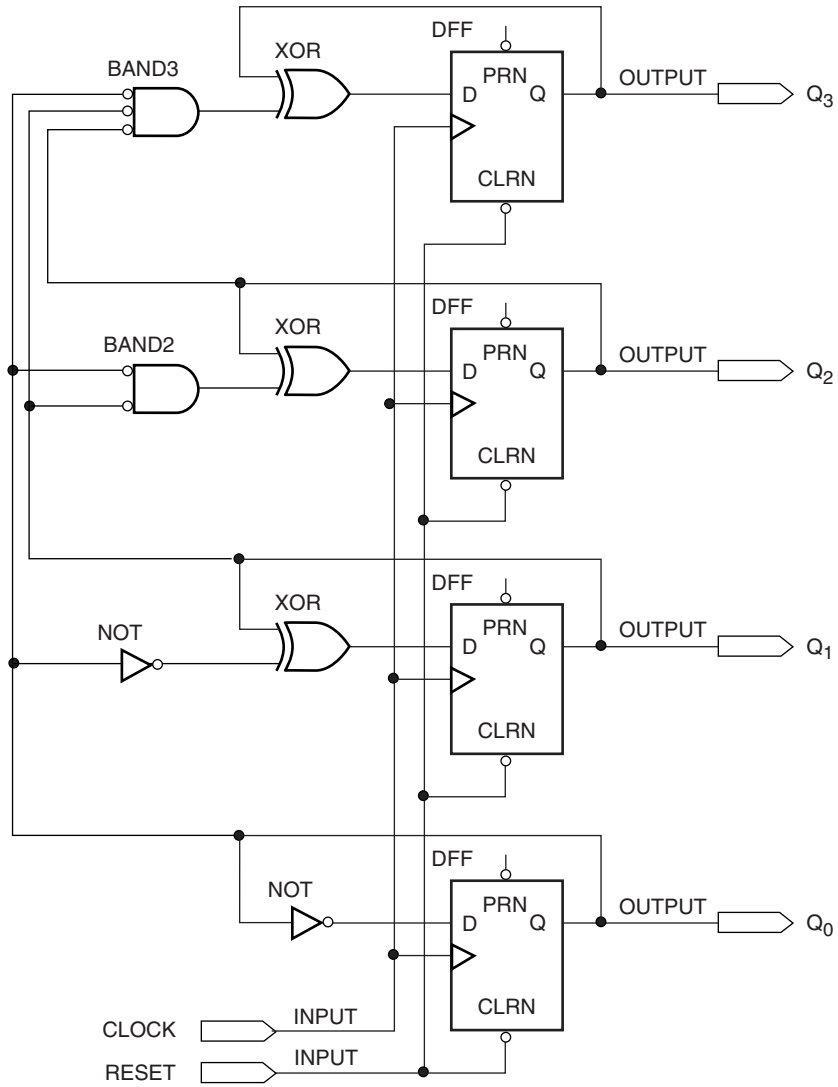 DFF
XOR
PRN
OUTPUT
BAND3
D
Q
Q3
CLRN
DFF
XOR
PRN
OUTPUT
BAND2
D
Q
Q2
CLRN
DFF
XOR
PRN
OUTPUT
NOT
D
Q
Q1
CLRN
DFF
NOT
PRN
OUTPUT
D
Q
Q0
CLRN
CLOCK
INPUT
RESET
INPUT